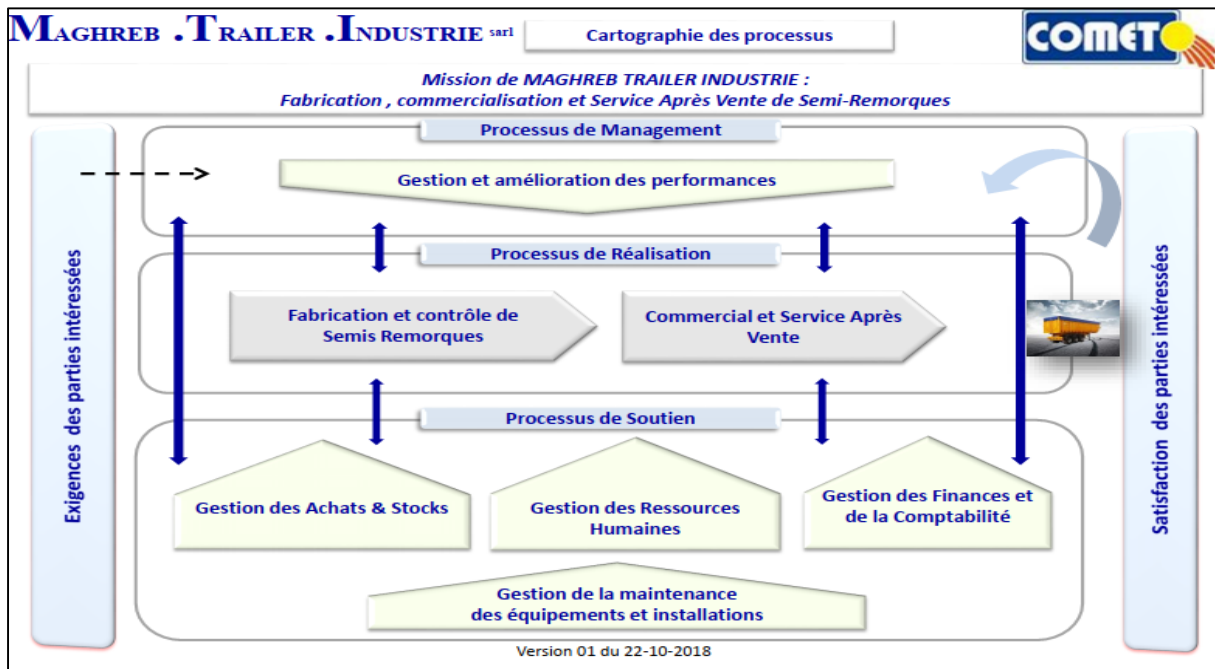 MAGHREB .TRAILER .INDUSTRIE sarl
Cartographie des processus
COMET
Mission de MAGHREB TRAILER INDUSTRIE :
Fabrication , commercialisation et Service Après Vente de Semi-Remorques
Exigences des parties intéressées
Processus de Management
Gestion et amélioration des performances
Processus de Réalisation
Fabrication et contrôle de
Semis Remorques
Commercial et Service Après
Vente
Processus de Soutien
Gestion des Achats & Stocks
Gestion des Ressources
Humaines
Gestion des Finances et
de la Comptabilité
Gestion de la maintenance
des équipements et installations
Satisfaction des parties intéressées
Version 01 du 22-10-2018